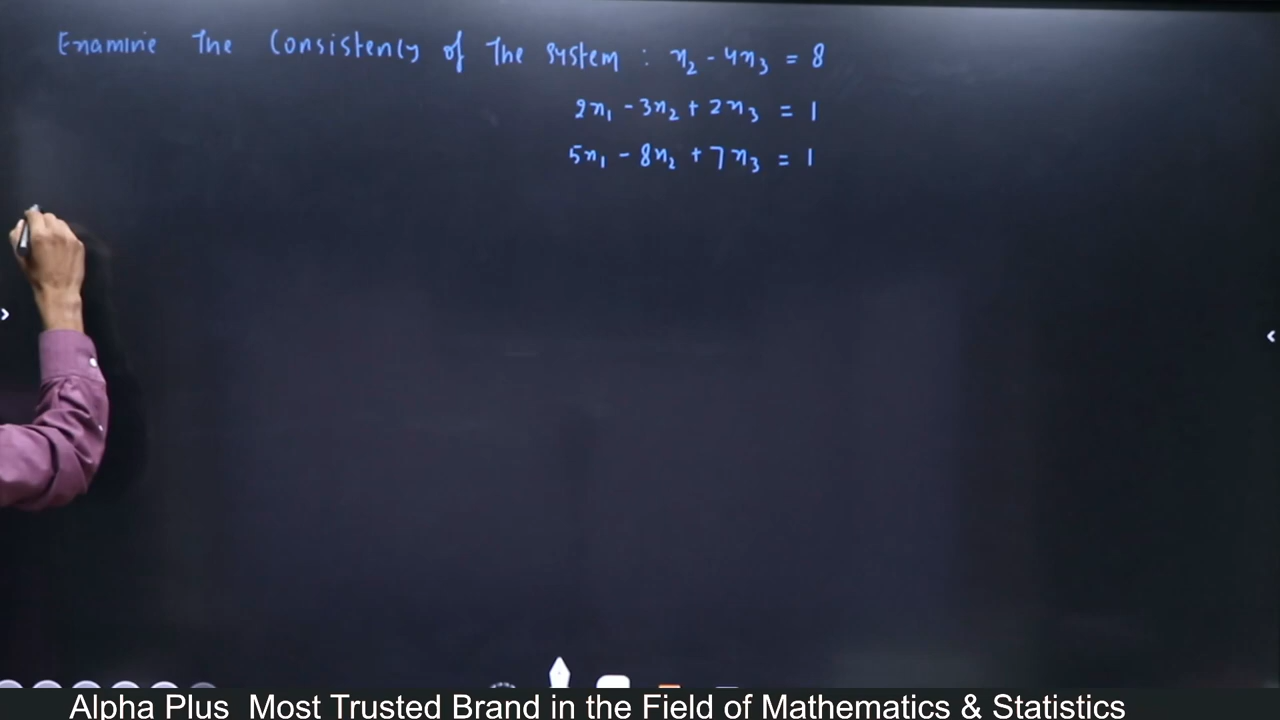 Examine The Consistency of The system : x₂ - 4x₃ = 8
2x₁ - 3x₂ + 2x₃ = 1
5x₁ - 8x₂ + 7x₃ = 1
Alpha Plus Most Trusted Brand in the Field of Mathematics & Statistics